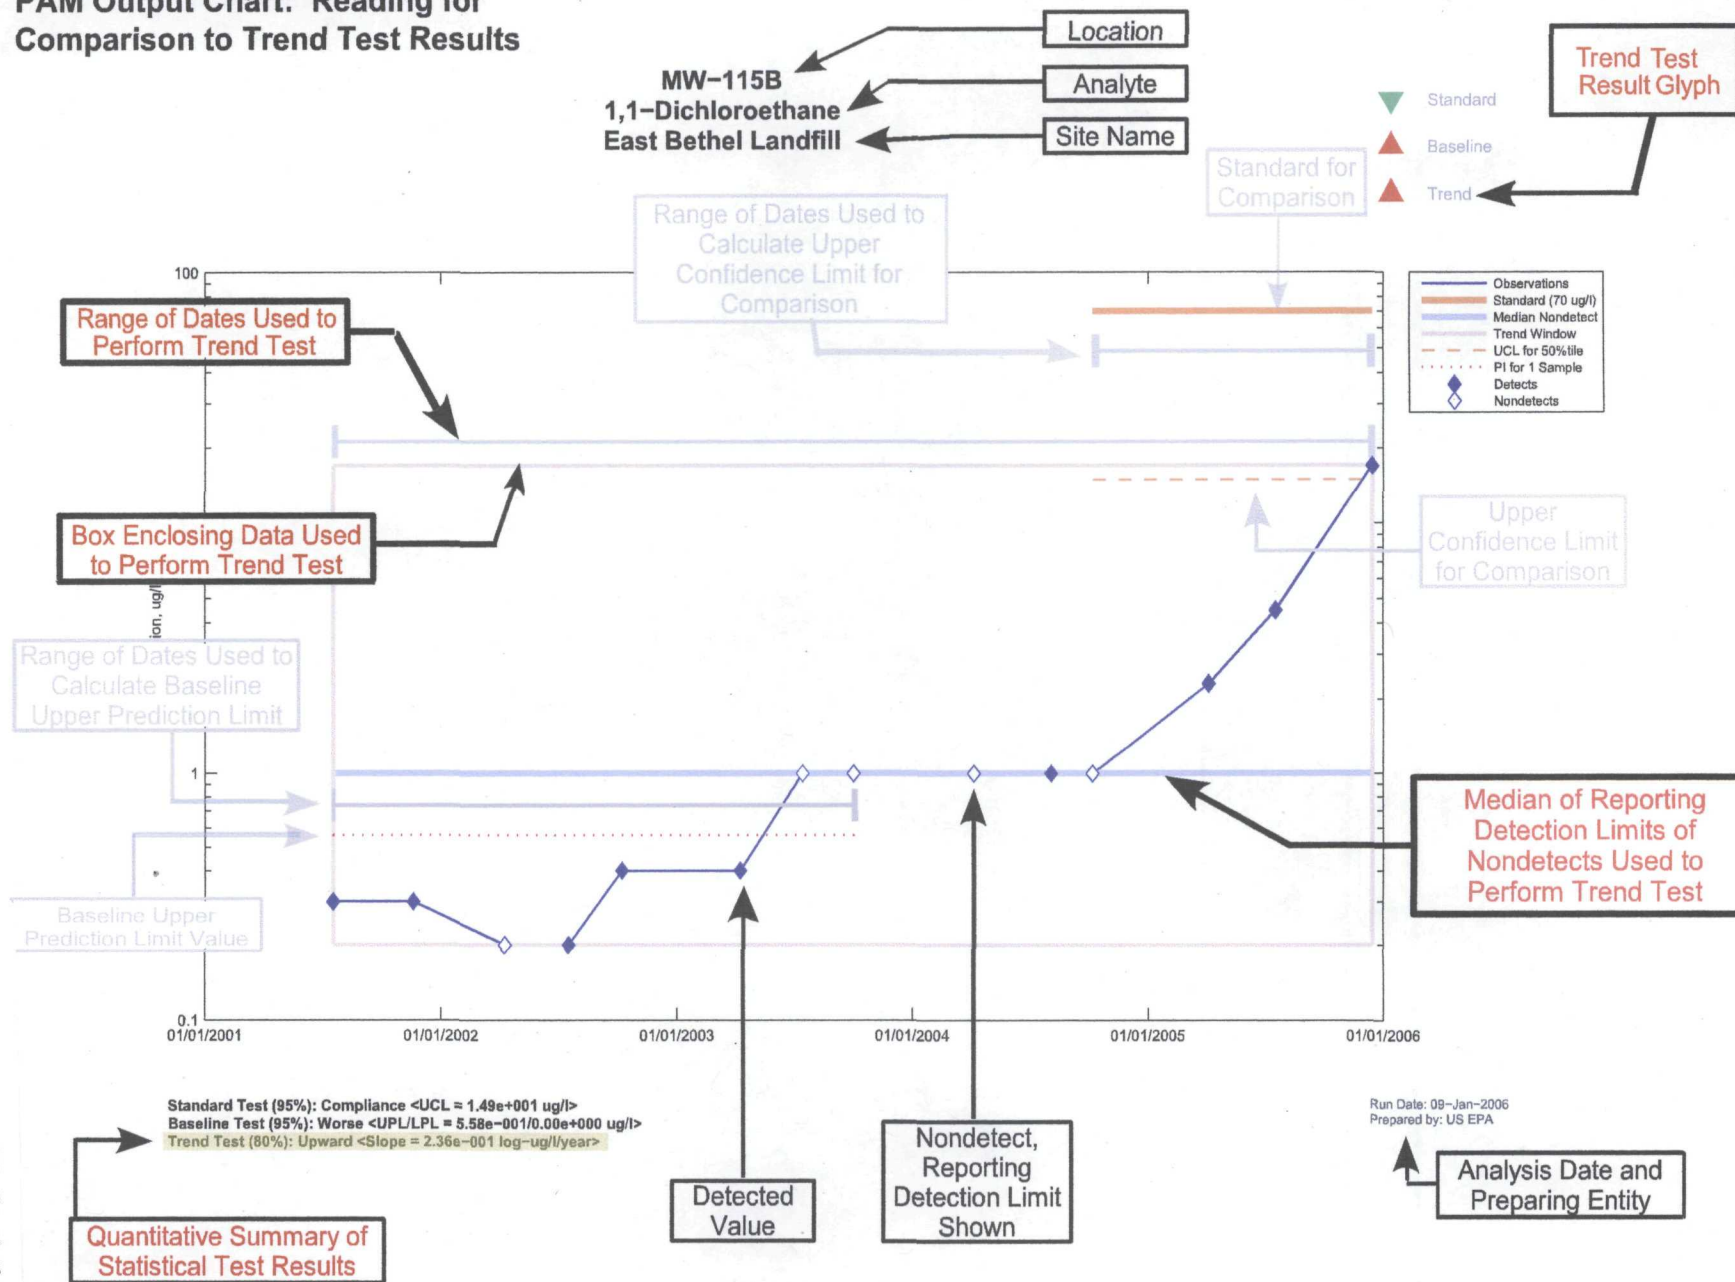 PAM Output Chart: Reading for
Comparison to Trend Test Results
MW-115B
1,1-Dichloroethane
East Bethel Landfill
Location
Analyte
Site Name
Trend Test
Result Glyph
Standard
Baseline
Trend
Standard for
Comparison
Range of Dates Used to
Calculate Upper
Confidence Limit for
Comparison
Range of Dates Used to
Perform Trend Test
Box Enclosing Data Used
to Perform Trend Test
Observations
Standard (70 ug/l)
Median Nondetect
Trend Window
UCL for 50%tile
PI for 1 Sample
Detects
Nondetects
Upper
Confidence Limit
for Comparison
Range of Dates Used to
Calculate Baseline
Upper Prediction Limit
Baseline Upper
Prediction Limit Value
Median of Reporting
Detection Limits of
Nondetects Used to
Perform Trend Test
100
1
0.1
ion, ug/l
01/01/2001
01/01/2002
01/01/2003
01/01/2004
01/01/2005
01/01/2006
Standard Test (95%): Compliance <UCL = 1.49e+001 ug/l>
Baseline Test (95%): Worse <UPL/LPL = 5.58e-001/0.00e+000 ug/l>
Trend Test (80%): Upward <Slope = 2.36e-001 log-ug/l/year>
Quantitative Summary of
Statistical Test Results
Detected
Value
Nondetect,
Reporting
Detection Limit
Shown
Run Date: 09-Jan-2006
Prepared by: US EPA
Analysis Date and
Preparing Entity